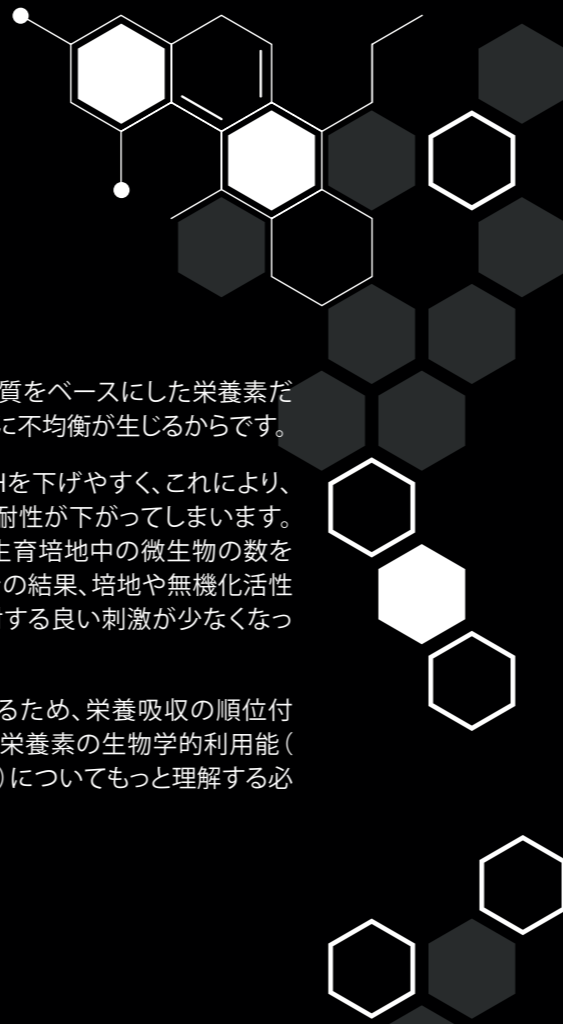 質をベースにした栄養素だ
に不均衡が生じるからです。
Hを下げやすく、これにより、
耐性が下がってしまいます。
生育培地中の微生物の数を
の結果、培地や無機化活性
する良い刺激が少なくなっ
るため、栄養吸収の順位付
栄養素の生物学的利用能（
）についてもっと理解する必